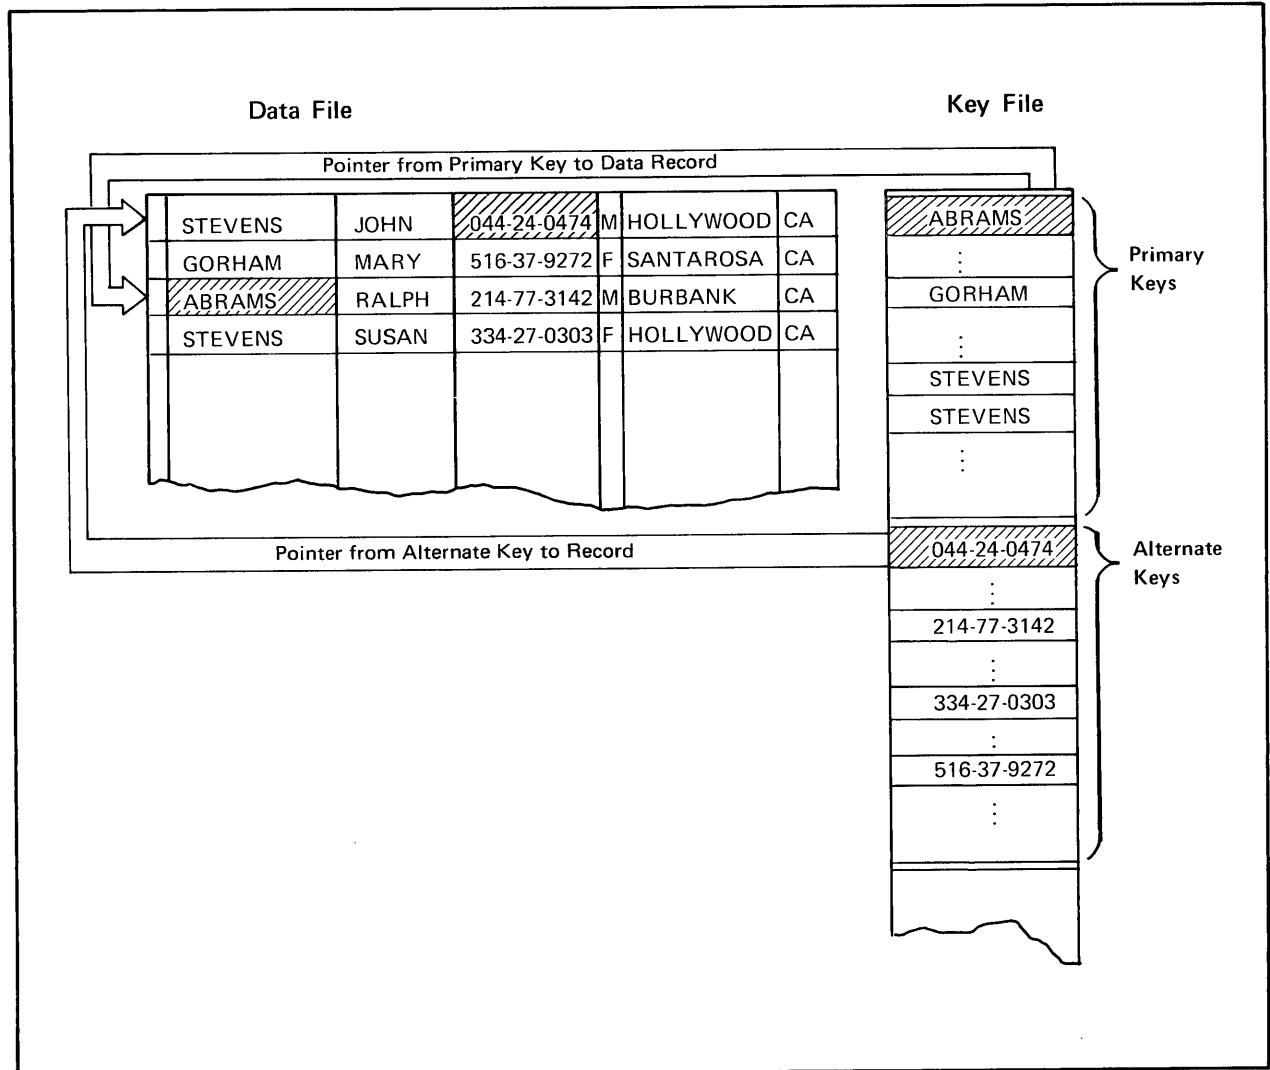 Data File
Key File
Pointer from Primary Key to Data Record
STEVENS JOHN 044-24-0474 M HOLLYWOOD CA
GORHAM MARY 516-37-9272 F SANTAROSA CA
ABRAMS RALPH 214-77-3142 M BURBANK CA
STEVENS SUSAN 334-27-0303 F HOLLYWOOD CA
ABRAMS
⋮
GORHAM
⋮
STEVENS
STEVENS
⋮
Primary
Keys
Pointer from Alternate Key to Record
044-24-0474
⋮
214-77-3142
⋮
334-27-0303
⋮
516-37-9272
⋮
Alternate
Keys